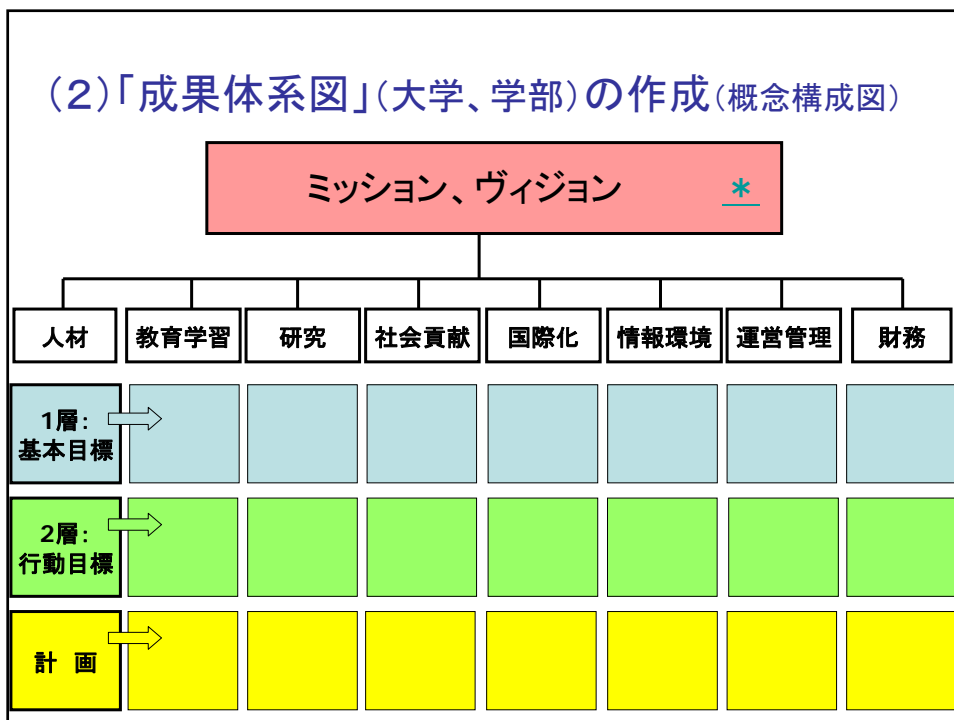 (2)「成果体系図」(大学、学部)の作成(概念構成図)
ミッション、ヴィジョン *
人材 教育学習 研究 社会貢献 国際化 情報環境 運営管理 財務
1層:
基本目標
2層:
行動目標
計 画